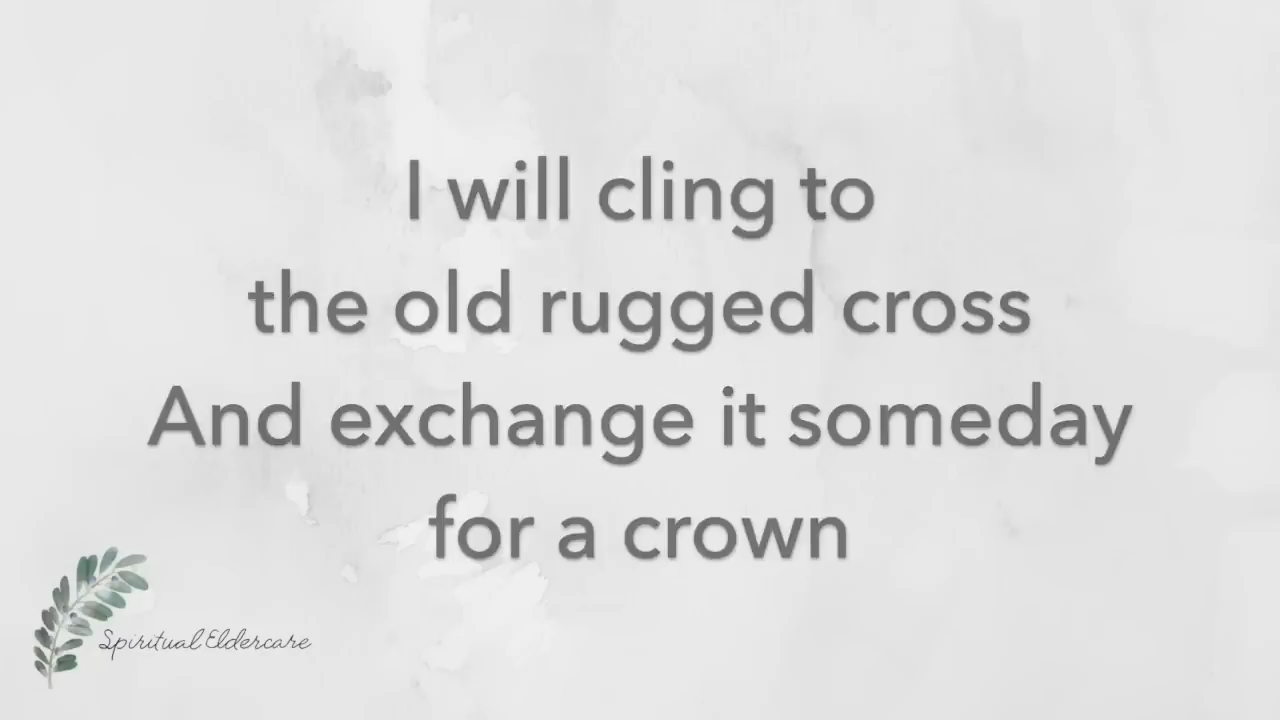 I will cling to
the old rugged cross
And exchange it someday
for a crown
Spiritual Eldercare